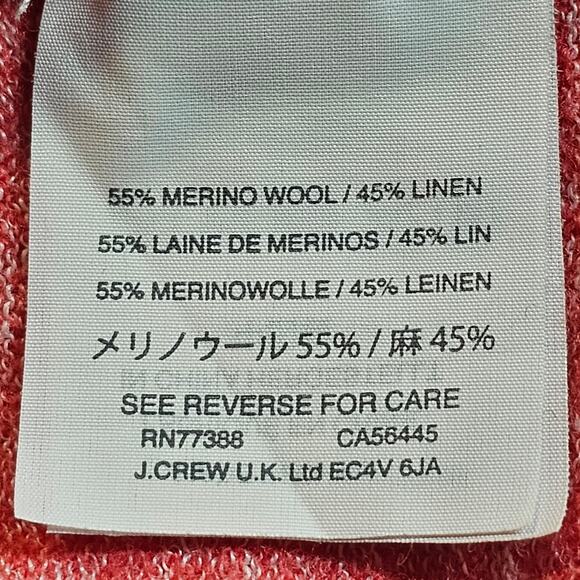 55% MERINO WOOL / 45% LINEN
55% LAINE DE MERINOS / 45% LIN
55% MERINOWOLLE / 45% LEINEN
メリノウール 55% / 麻 45%
SEE REVERSE FOR CARE
RN77388 CA56445
J.CREW U.K. Ltd EC4V 6JA